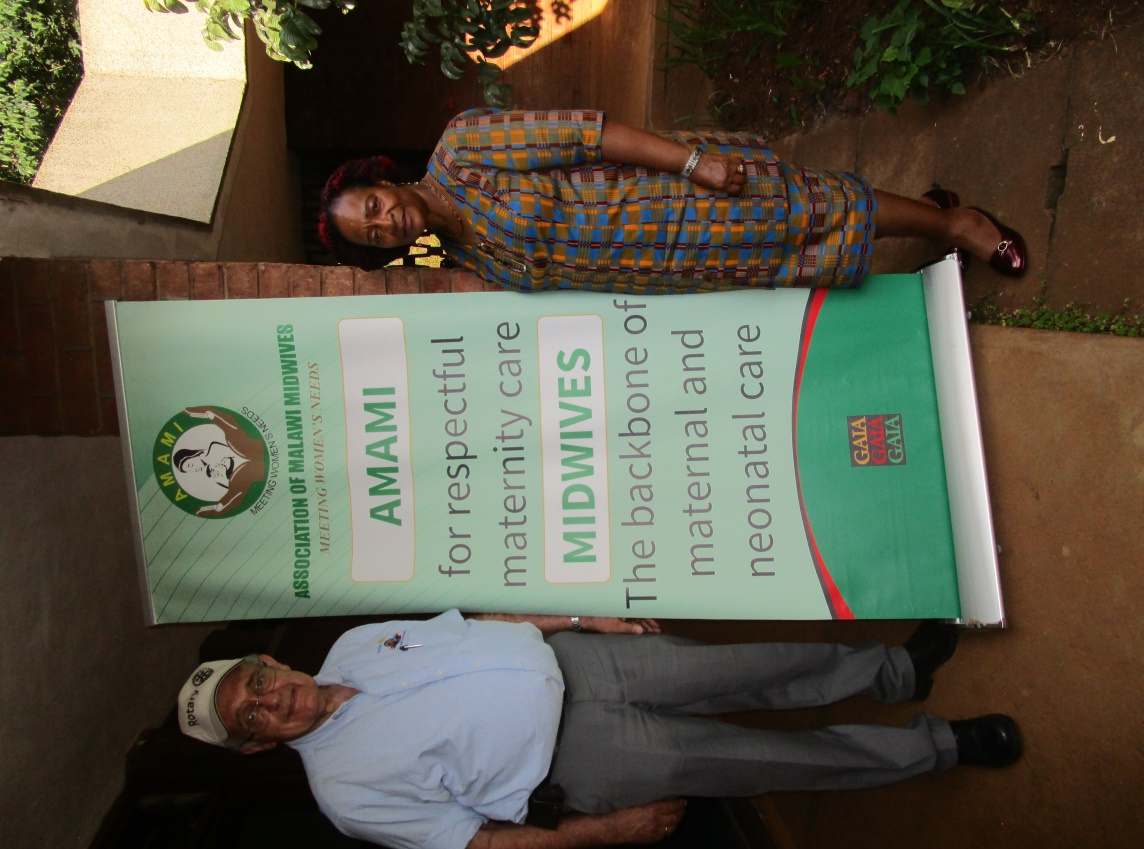 AMAMI
MEETING WOMEN'S NEEDS
ASSOCIATION OF MALAWI MIDWIVES
MEETING WOMEN'S NEEDS
AMAMI
for respectful
maternity care
MIDWIVES
The backbone of
maternal and
neonatal care
GAIA
GAIA
GAIA
Rotary